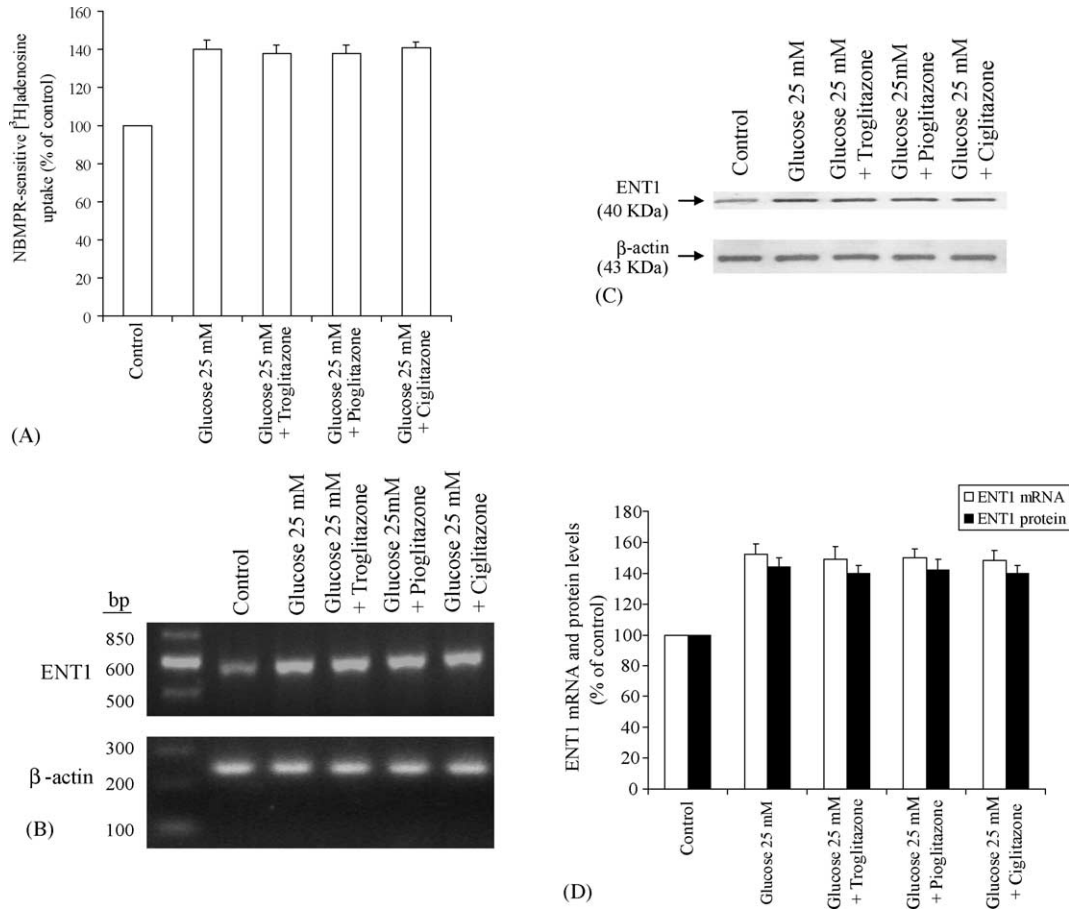 160
140
120
100
80
60
40
20
0
NBMPR-sensitive [³H]adenosine
uptake (% of control)
Control
Glucose 25 mM
Glucose 25 mM
+ Troglitazone
Glucose 25 mM
+ Pioglitazone
Glucose 25 mM
+ Ciglitazone
(A)
Control
Glucose 25 mM
Glucose 25 mM
+ Troglitazone
Glucose 25mM
+ Pioglitazone
Glucose 25 mM
+ Ciglitazone
ENT1
(40 KDa)
β-actin
(43 KDa)
(C)
Control
Glucose 25 mM
Glucose 25 mM
+ Troglitazone
Glucose 25mM
+ Pioglitazone
Glucose 25 mM
+ Ciglitazone
bp
850
600
500
ENT1
300
200
100
β-actin
(B)
ENT1 mRNA
ENT1 protein
180
160
140
120
100
80
60
40
20
0
ENT1 mRNA and protein levels
(% of control)
Control
Glucose 25 mM
Glucose 25 mM
+ Troglitazone
Glucose 25 mM
+ Pioglitazone
Glucose 25 mM
+ Ciglitazone
(D)